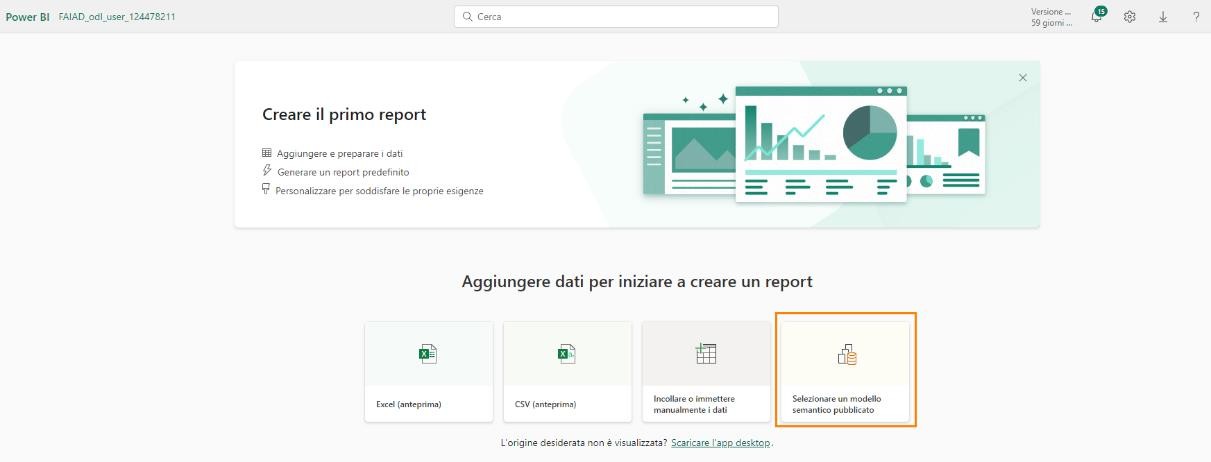 Power BI FAIAD_odl_user_124478211
Cerca
Versione ...
59 giorni ...
15
?
Creare il primo report
Aggiungere e preparare i dati
Generare un report predefinito
Personalizzare per soddisfare le proprie esigenze
Aggiungere dati per iniziare a creare un report
Excel (anteprima)
CSV (anteprima)
Incollare o immettere
manualmente i dati
Selezionare un modello
semantico pubblicato
L'origine desiderata non è visualizzata? Scaricare l'app desktop.